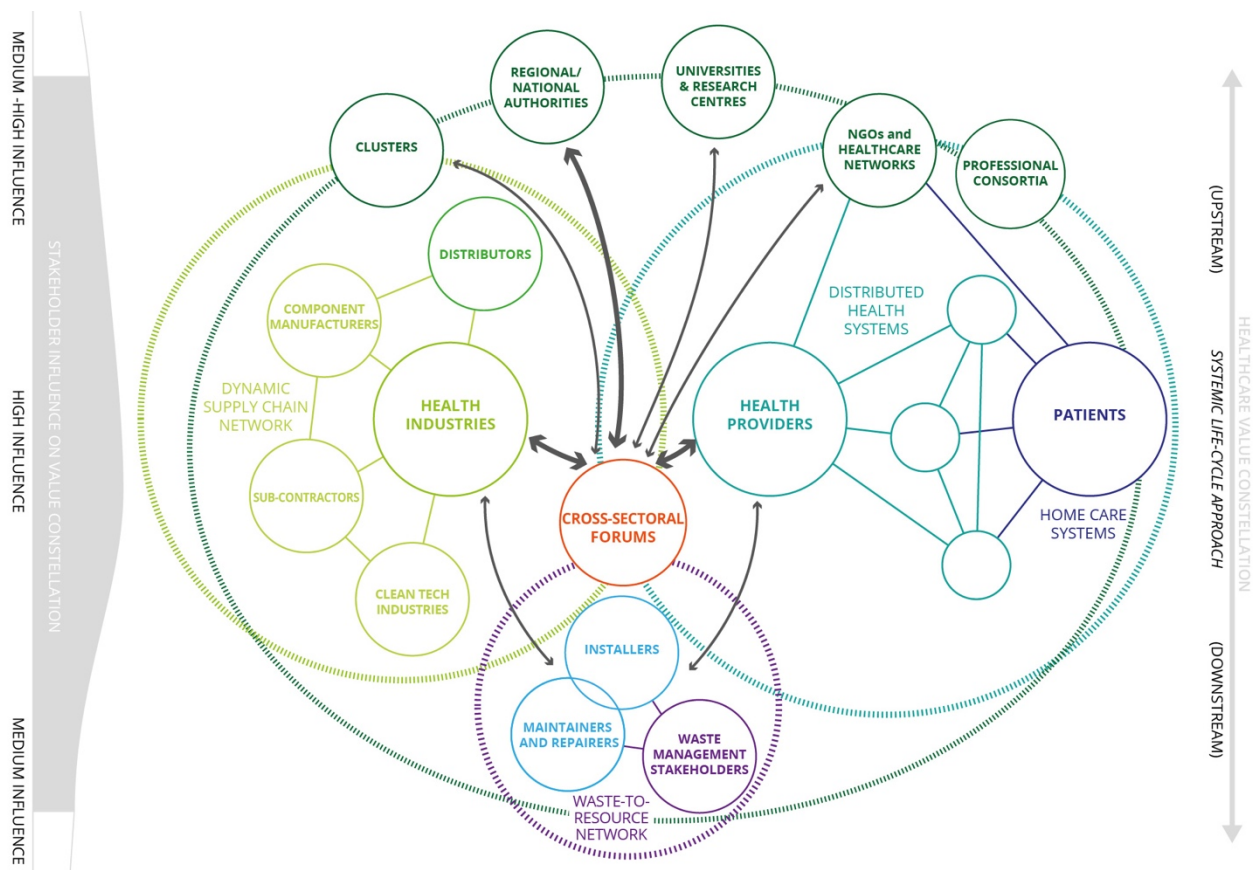 MEDIUM -HIGH INFLUENCE
HIGH INFLUENCE
MEDIUM INFLUENCE
STAKEHOLDER INFLUENCE ON VALUE CONSTELLATION
CLUSTERS
REGIONAL/
NATIONAL
AUTHORITIES
UNIVERSITIES
& RESEARCH
CENTRES
NGOs and
HEALTHCARE
NETWORKS
PROFESSIONAL
CONSORTIA
DISTRIBUTORS
COMPONENT
MANUFACTURERS
DYNAMIC
SUPPLY CHAIN
NETWORK
HEALTH
INDUSTRIES
SUB-CONTRACTORS
CLEAN TECH
INDUSTRIES
CROSS-SECTORAL
FORUMS
DISTRIBUTED
HEALTH
SYSTEMS
HEALTH
PROVIDERS
PATIENTS
HOME CARE
SYSTEMS
INSTALLERS
MAINTAINERS
AND REPAIRERS
WASTE
MANAGEMENT
STAKEHOLDERS
WASTE-TO-
RESOURCE
NETWORK
(UPSTREAM)
SYSTEMIC LIFE-CYCLE APPROACH
(DOWNSTREAM)
HEALTHCARE VALUE CONSTELLATION